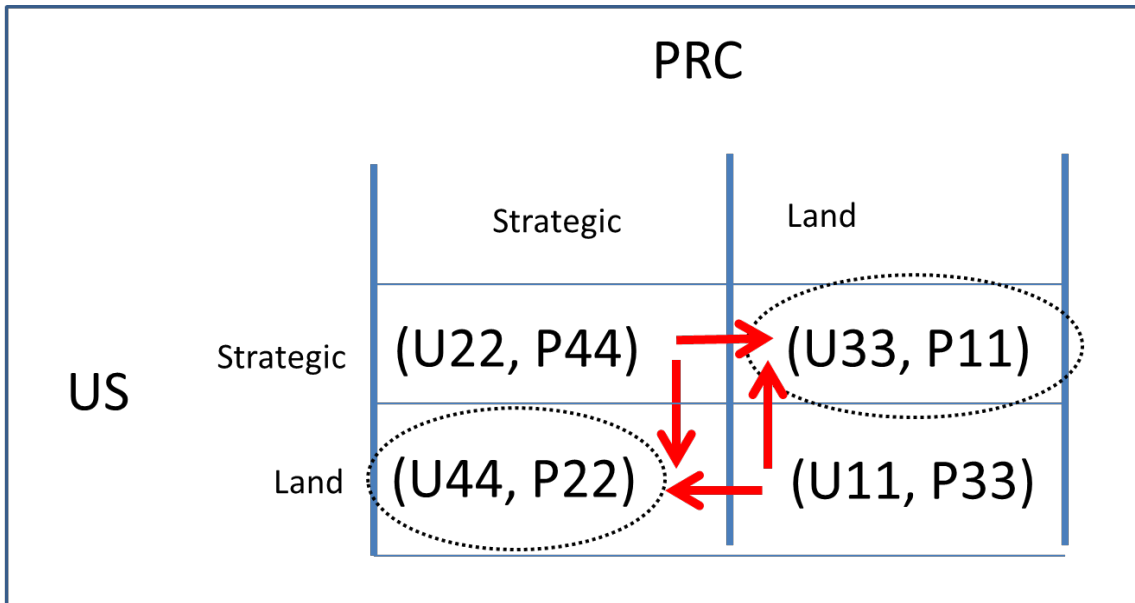 PRC
Strategic Land
Strategic (U22, P44) (U33, P11)
US
Land (U44, P22) (U11, P33)